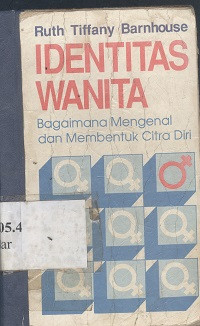 Ruth Tiffany Barnhouse
IDENTITAS
WANITA
Bagaimana Mengenal
dan Membentuk Citra Diri
05.4
ar